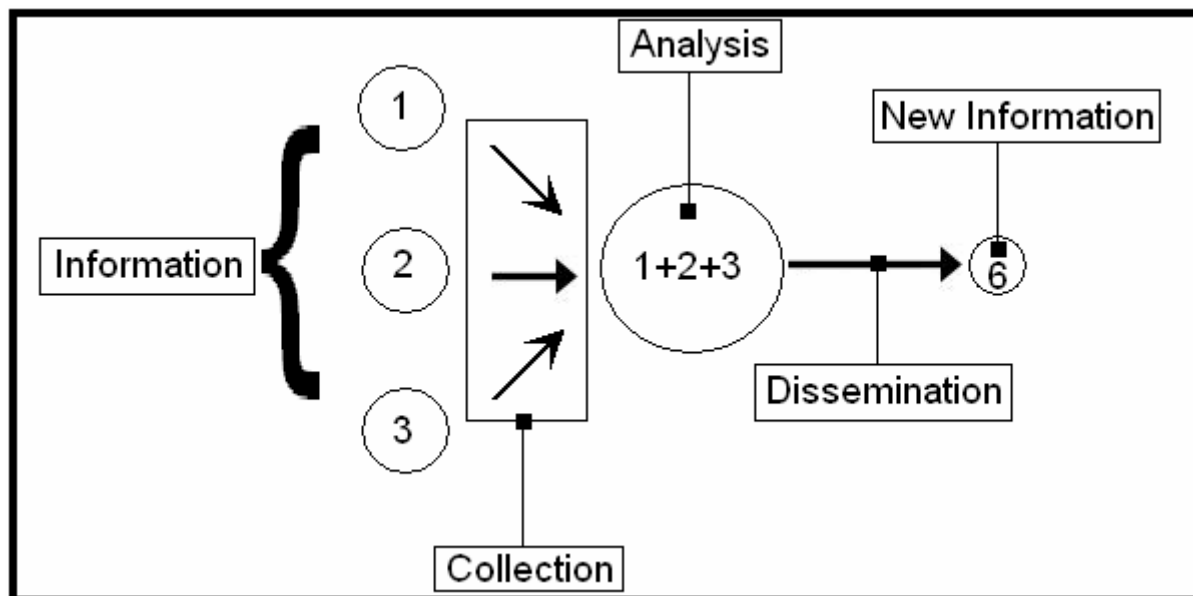 Analysis
New Information
1
Information
2
1+2+3
6
Dissemination
3
Collection